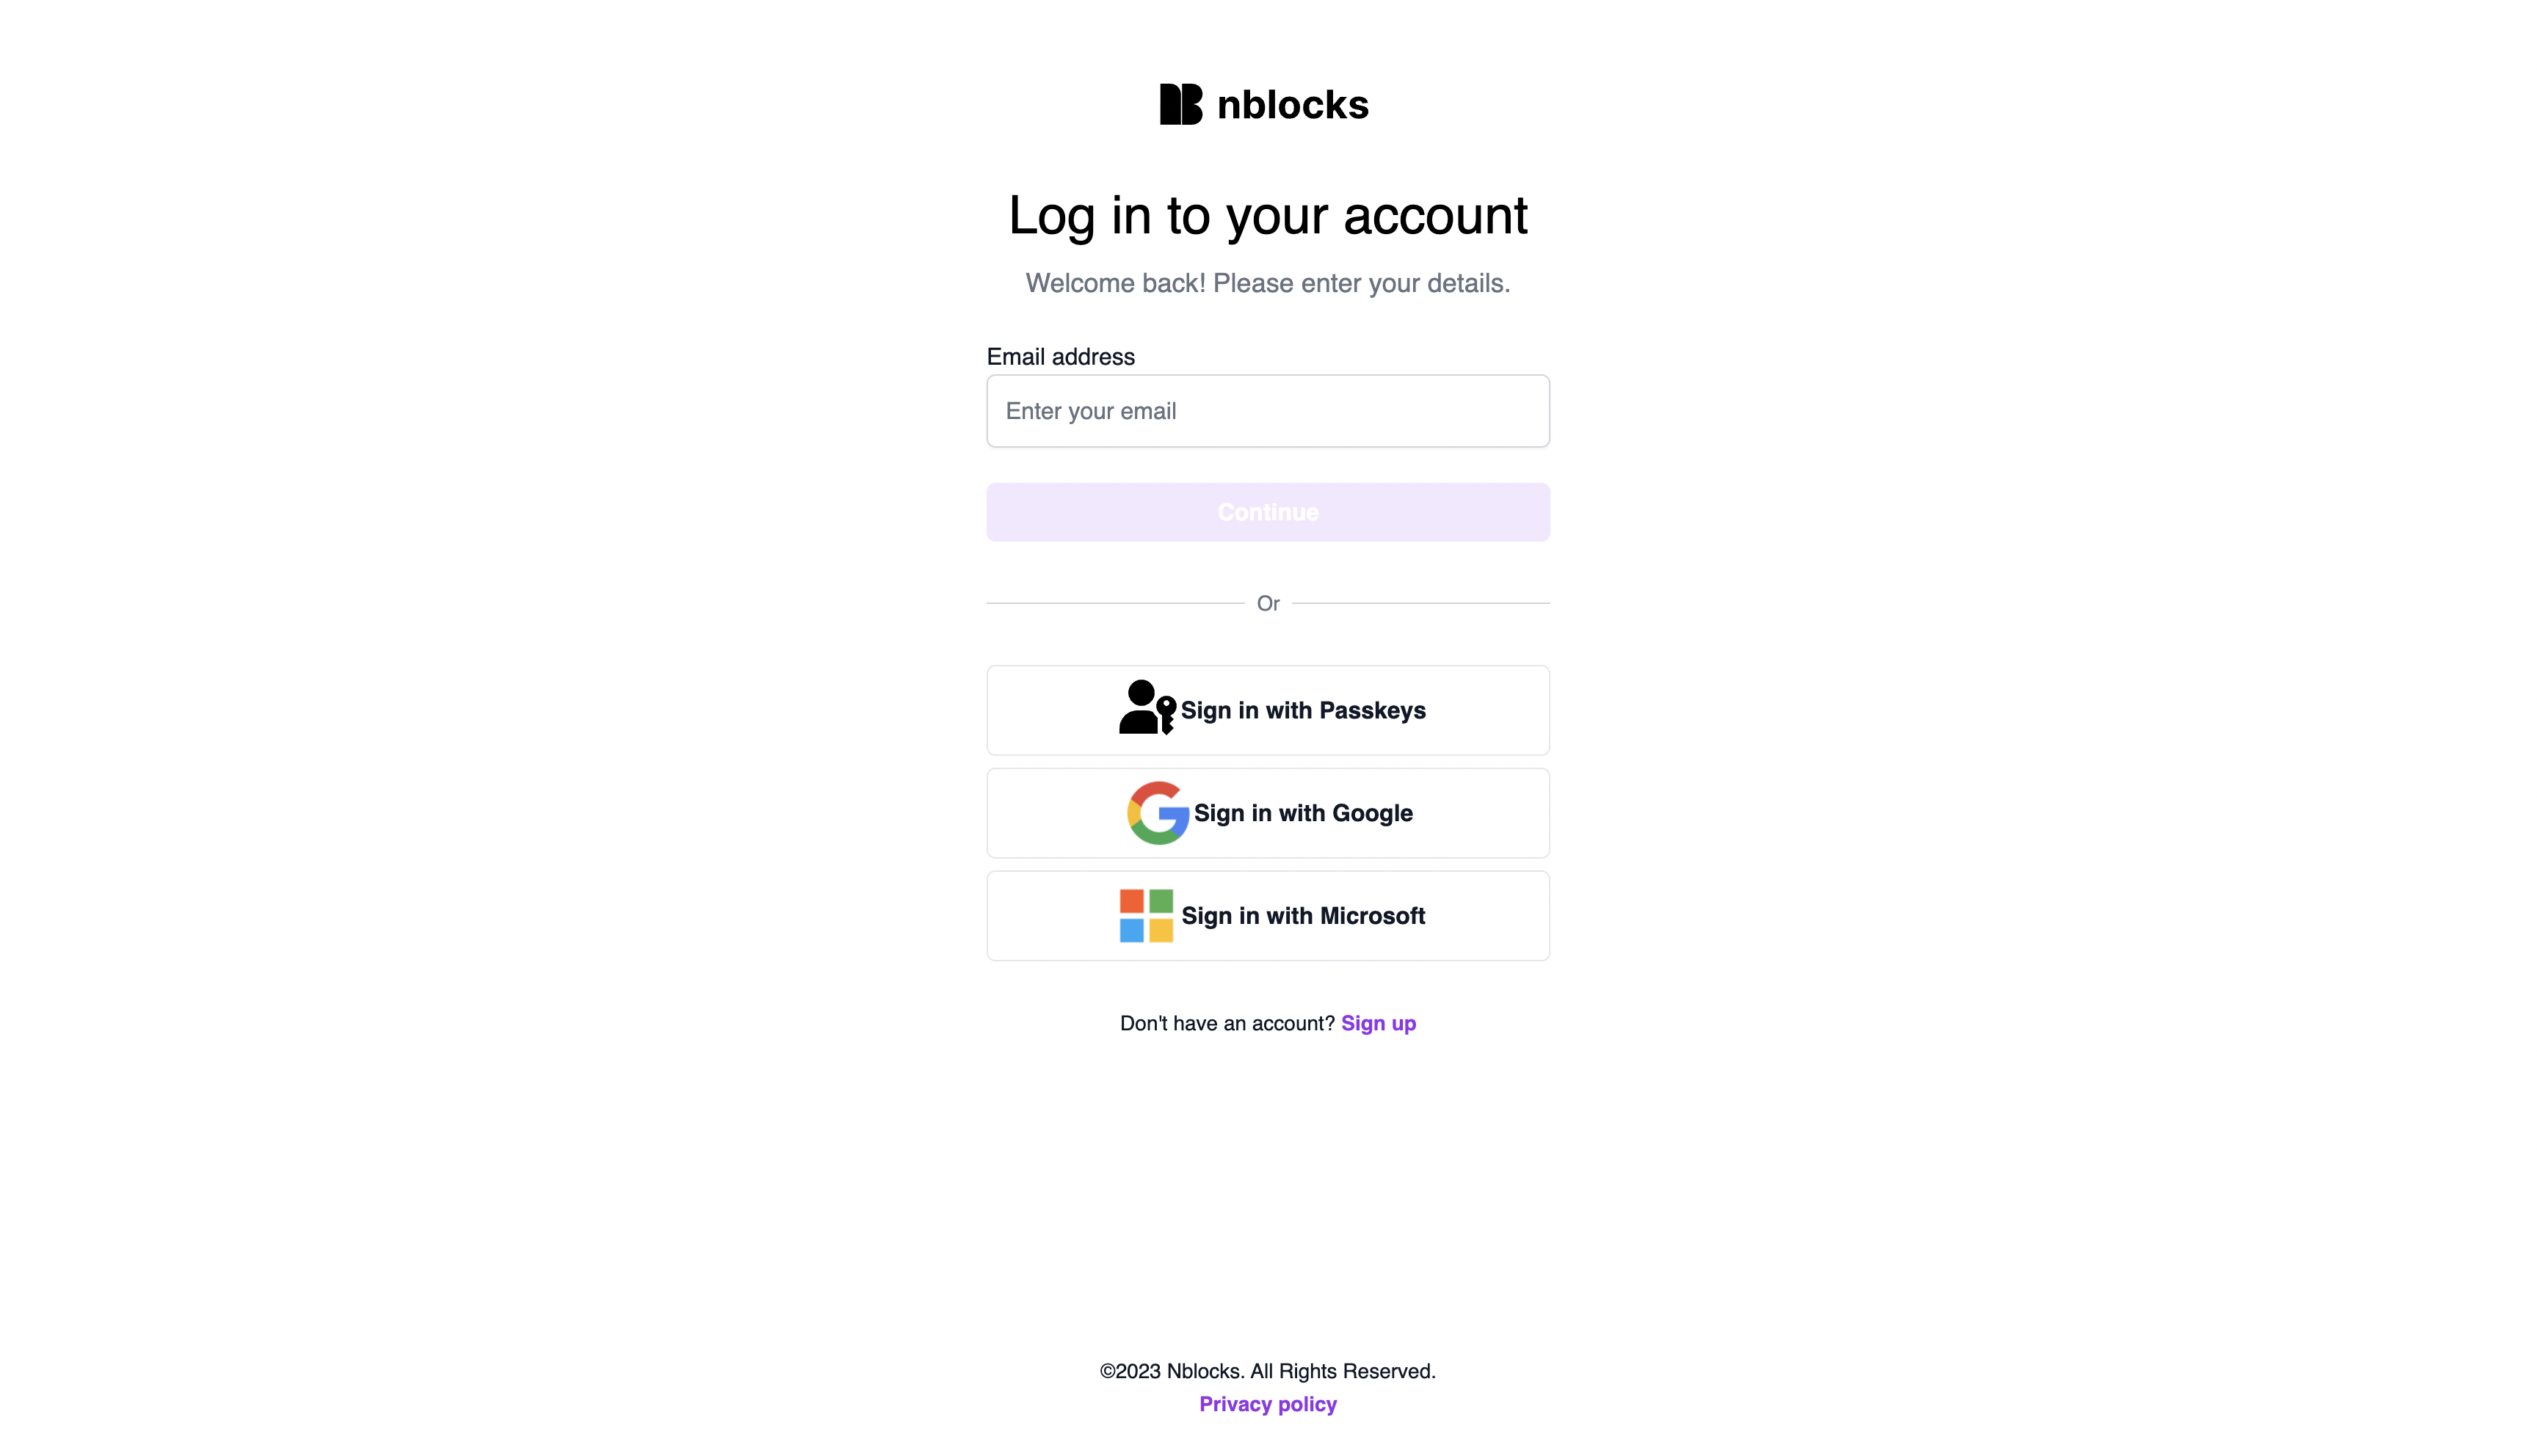 nblocks
Log in to your account
Welcome back! Please enter your details.
Email address
Enter your email
Continue
Or
Sign in with Passkeys
Sign in with Google
Sign in with Microsoft
Don't have an account? Sign up
©2023 Nblocks. All Rights Reserved.
Privacy policy